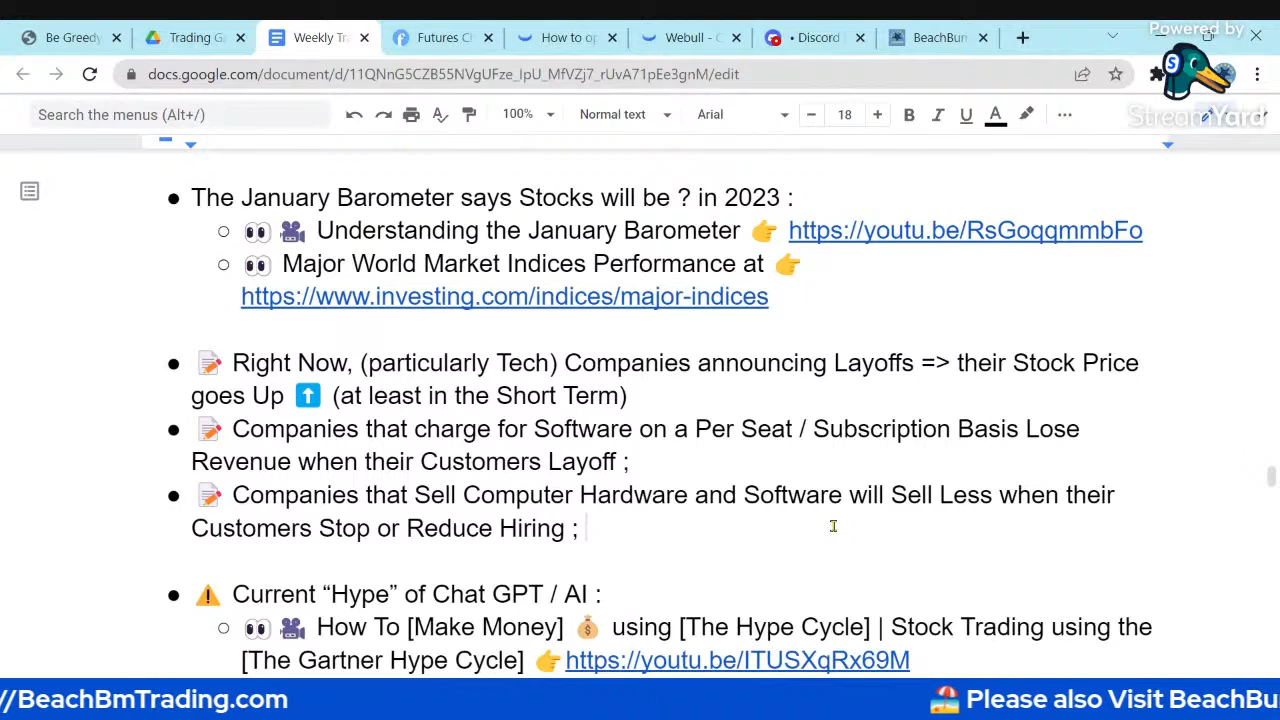 Powered by
StreamYard
Be Greedy
Trading G
Weekly Tra
Futures C
How to op
Webull - C
• Discord
BeachBum
docs.google.com/document/d/11QNnG5CZB55NVgUFze_IpU_MfVZj7_rUvA71pEe3gnM/edit
Search the menus (Alt+/)
100%
Normal text
Arial
18
B I U A
● The January Barometer says Stocks will be ? in 2023 :
○ 👀 🎥 Understanding the January Barometer 👉 https://youtu.be/RsGoqqmmbFo
○ 👀 Major World Market Indices Performance at 👉
https://www.investing.com/indices/major-indices
● 📝 Right Now, (particularly Tech) Companies announcing Layoffs => their Stock Price
goes Up ⬆️ (at least in the Short Term)
● 📝 Companies that charge for Software on a Per Seat / Subscription Basis Lose
Revenue when their Customers Layoff ;
● 📝 Companies that Sell Computer Hardware and Software will Sell Less when their
Customers Stop or Reduce Hiring ;
● ⚠️ Current “Hype” of Chat GPT / AI :
○ 👀 🎥 How To [Make Money] 💰 using [The Hype Cycle] | Stock Trading using the
[The Gartner Hype Cycle] 👉https://youtu.be/ITUSXqRx69M
//BeachBmTrading.com
🏖️ Please also Visit BeachBu